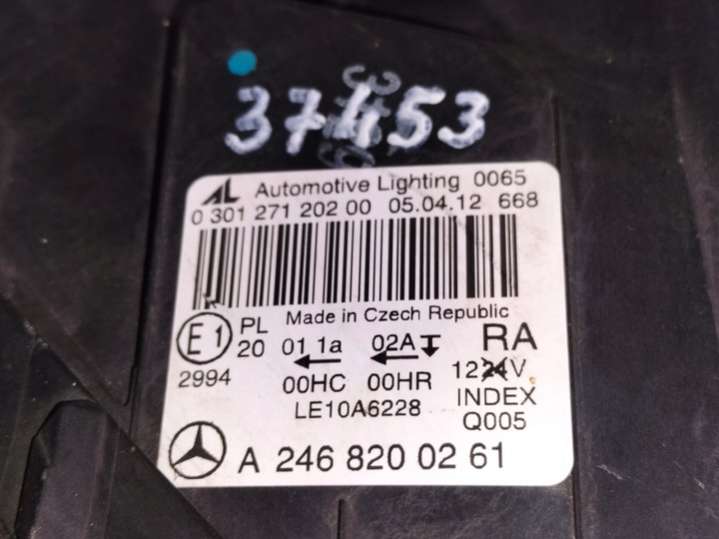 37453
AL Automotive Lighting 0065
0 301 271 202 00 05.04.12 668
Made in Czech Republic
E1 PL 01 1a 02A RA
20
2994 00HC 00HR 1224V
LE10A6228 INDEX
Q005
A 246 820 02 61